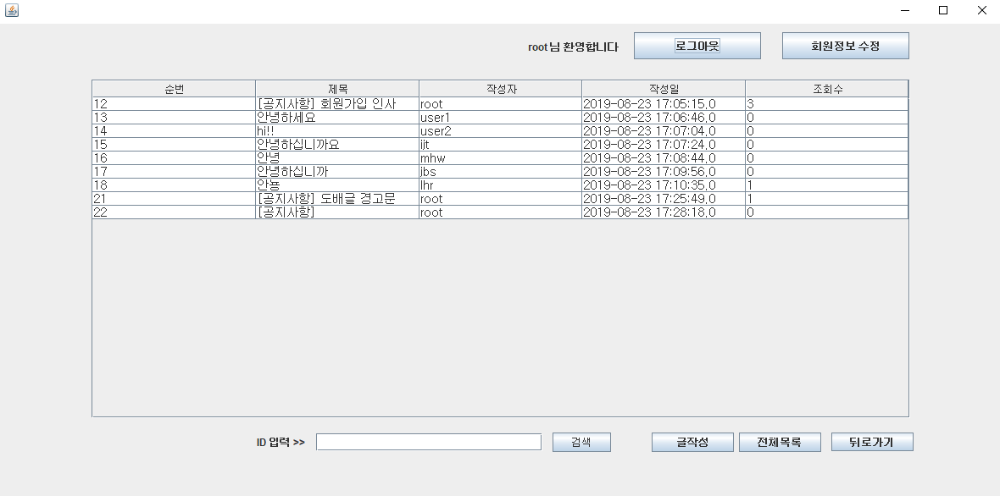 root님 환영합니다 로그아웃 회원정보 수정
순번 제목 작성자 작성일 조회수
12 [공지사항] 회원가입 인사 root 2019-08-23 17:05:15.0 3
13 안녕하세요 user1 2019-08-23 17:06:46.0 0
14 hi!! user2 2019-08-23 17:07:04.0 0
15 안녕하십니까요 ijt 2019-08-23 17:07:24.0 0
16 안녕 mhw 2019-08-23 17:08:44.0 0
17 안녕하십니까 jbs 2019-08-23 17:09:56.0 0
18 안뇽 lhr 2019-08-23 17:10:35.0 1
21 [공지사항] 도배글 경고문 root 2019-08-23 17:25:49.0 1
22 [공지사항] root 2019-08-23 17:28:18.0 0
ID 입력 >> 검색 글작성 전체목록 뒤로가기